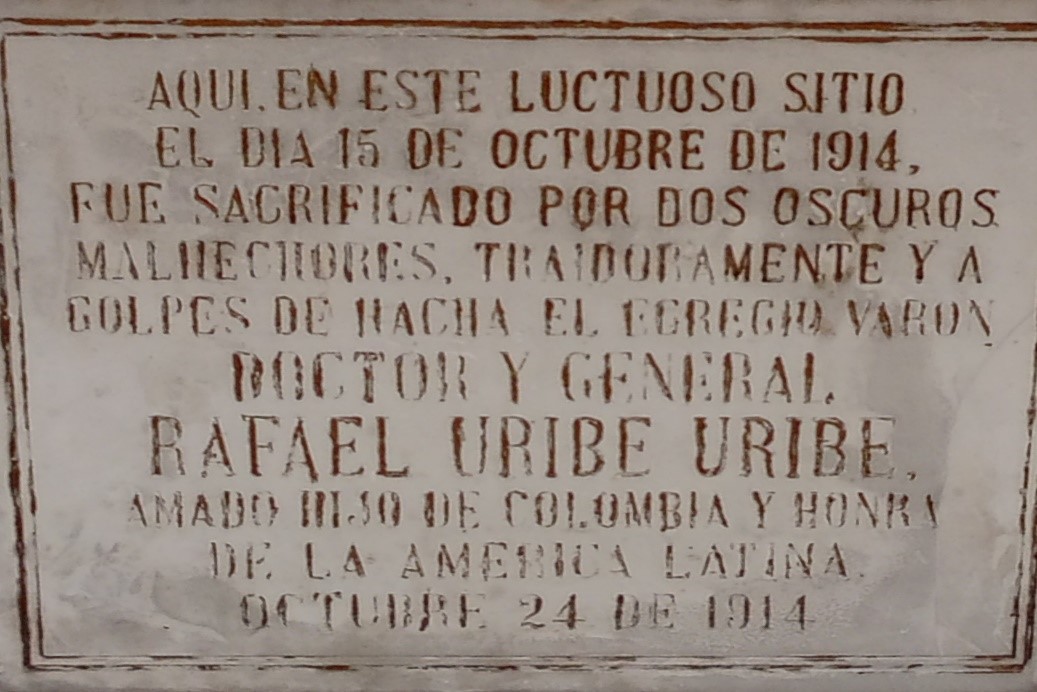 AQUI, EN ESTE LUCTUOSO SITIO
EL DIA 15 DE OCTUBRE DE 1914,
FUE SACRIFICADO POR DOS OSCUROS
MALHECHORES, TRAIDORAMENTE Y A
GOLPES DE HACHA EL EGREGIO VARON
DOCTOR Y GENERAL
RAFAEL URIBE URIBE,
AMADO HIJO DE COLOMBIA Y HONRA
DE LA AMERICA LATINA.
OCTUBRE 24 DE 1914